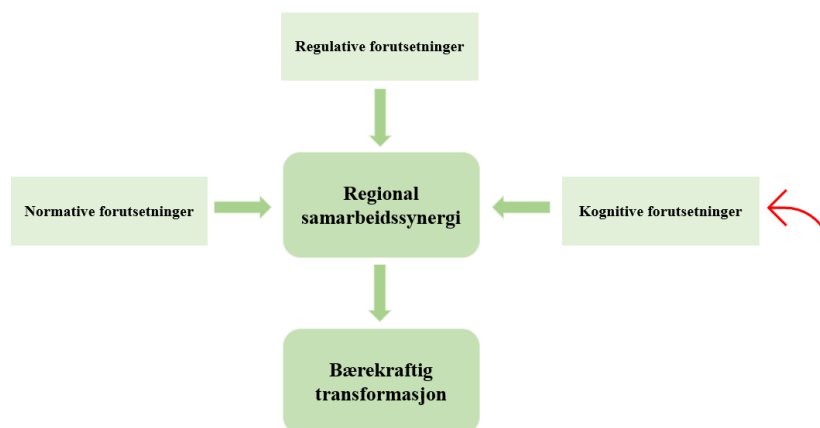 Regulative forutsetninger
Normative forutsetninger
Regional
samarbeidssynergi
Kognitive forutsetninger
Bærekraftig
transformasjon